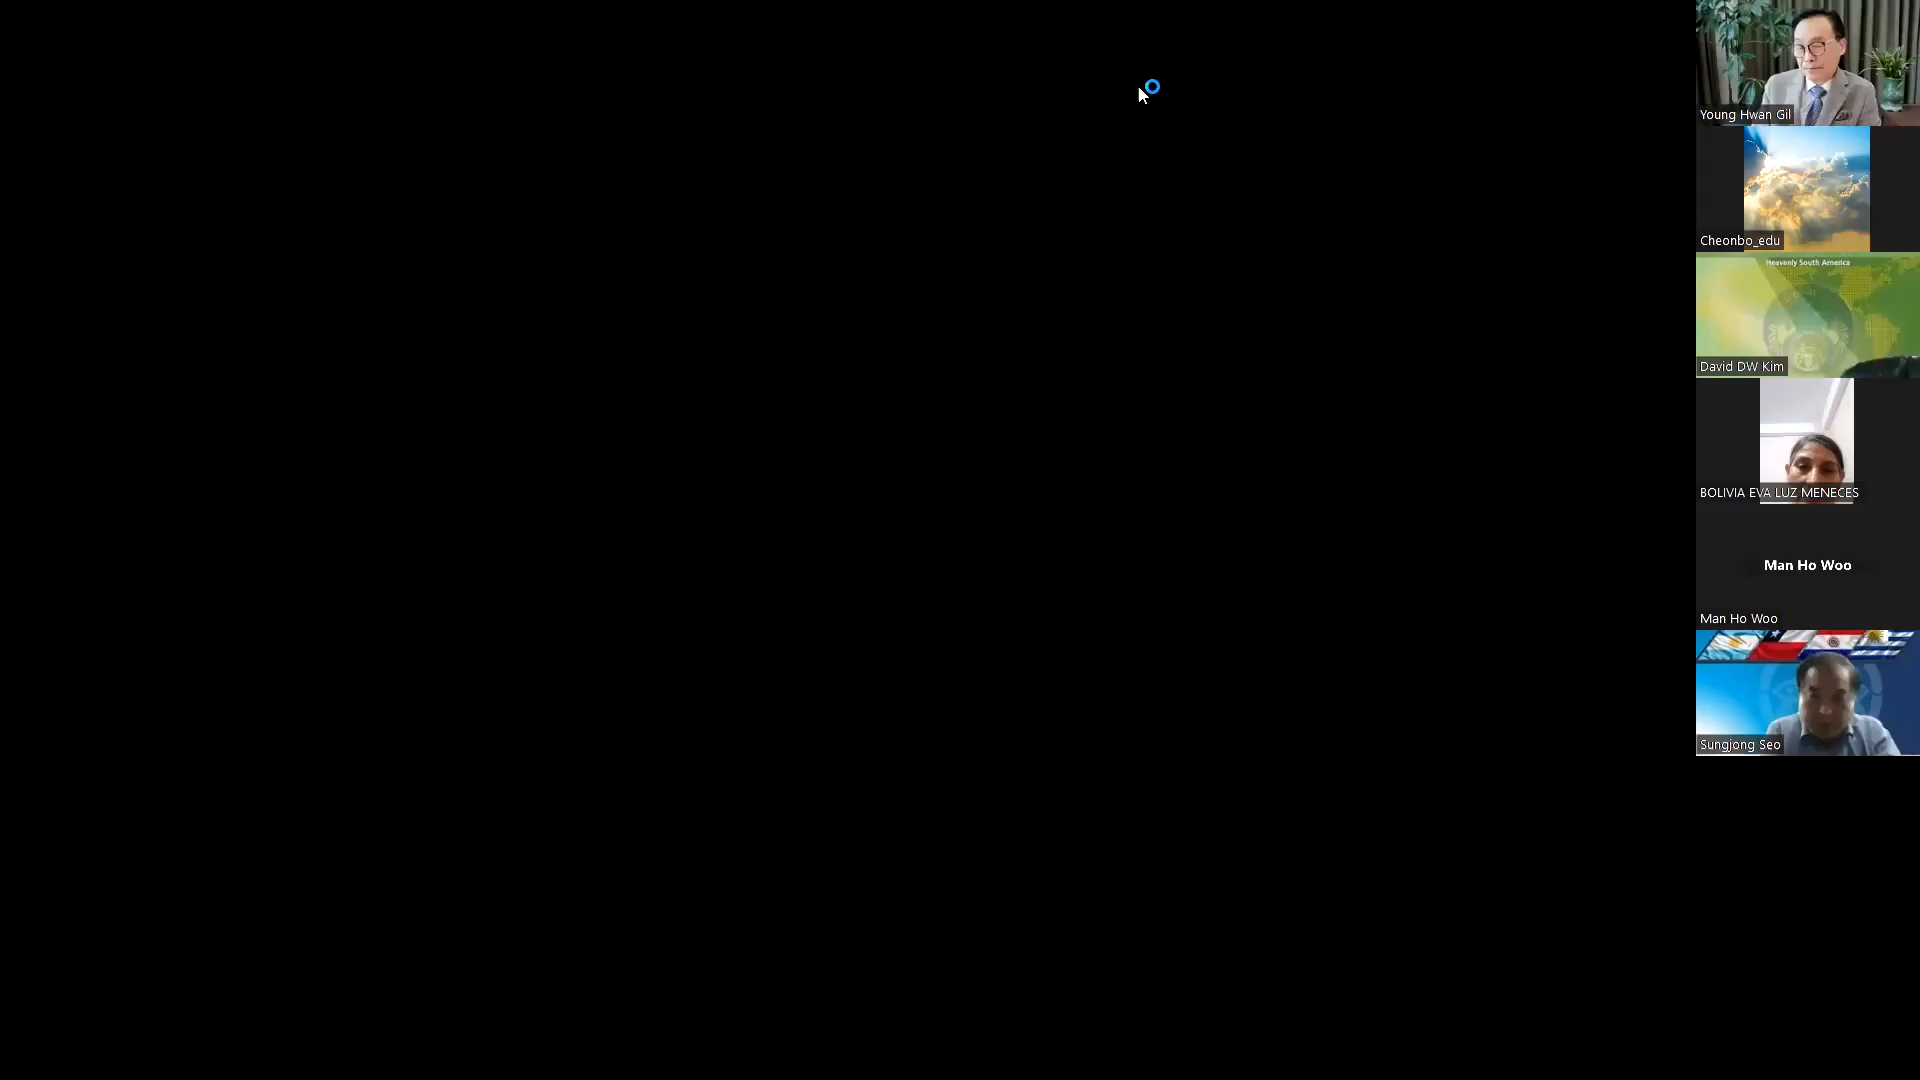 Young Hwan Gil
Cheonbo_edu
Heavenly South America
David DW Kim
BOLIVIA EVA LUZ MENECES
Man Ho Woo
Man Ho Woo
Sungjong Seo